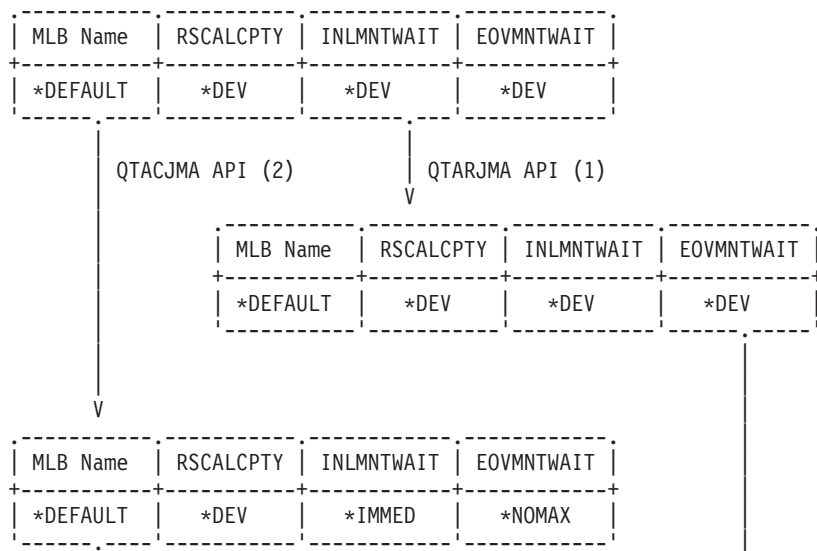 MLB Name RSCALCPTY INLMNTWAIT EOVMNTWAIT
*DEFAULT *DEV *DEV *DEV
QTACJMA API (2) QTARJMA API (1)
V
MLB Name RSCALCPTY INLMNTWAIT EOVMNTWAIT
*DEFAULT *DEV *DEV *DEV
V
MLB Name RSCALCPTY INLMNTWAIT EOVMNTWAIT
*DEFAULT *DEV *IMMED *NOMAX